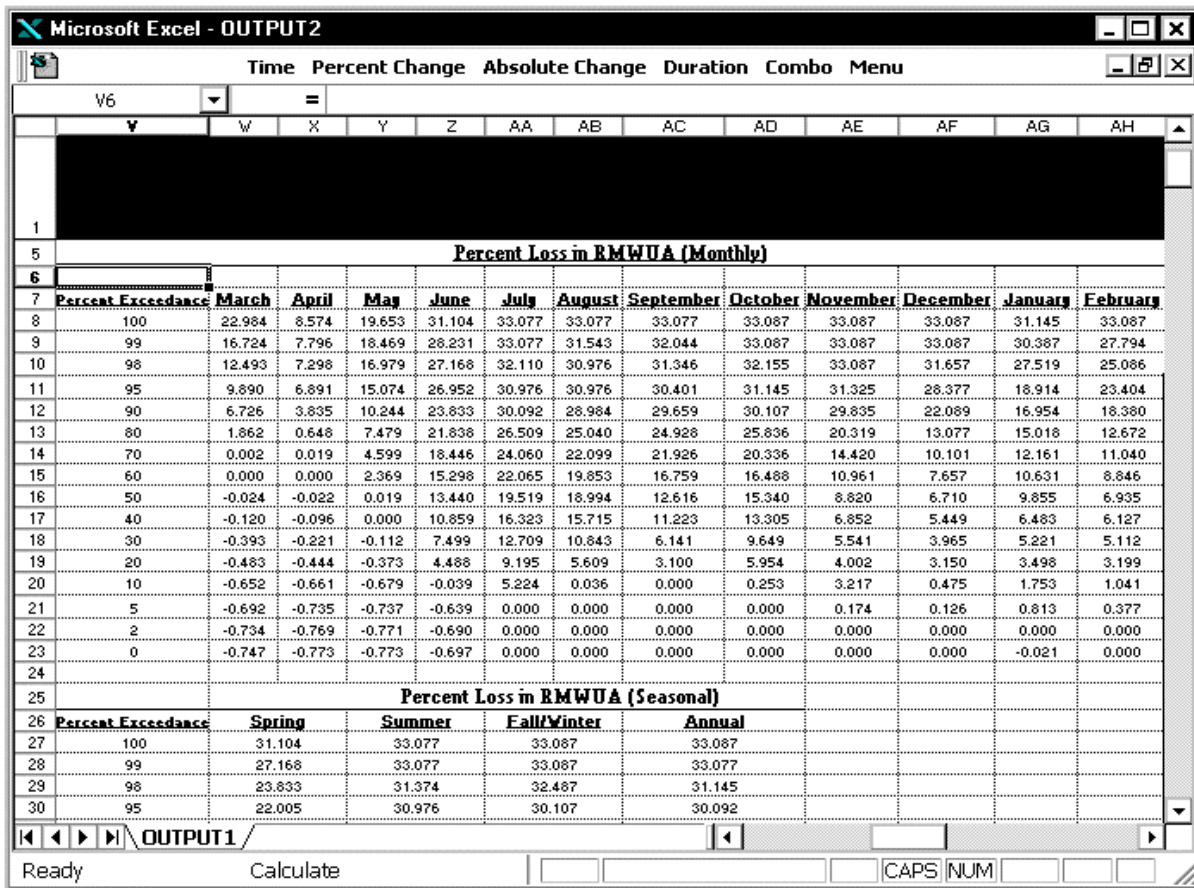 Microsoft Excel - OUTPUT2
Time Percent Change Absolute Change Duration Combo Menu
V6 =
V W X Y Z AA AB AC AD AE AF AG AH
1
5 Percent Loss in RMWUA (Monthly)
6
7 Percent Exceedance March April May June July August September October November December January February
8 100 22.984 8.574 19.653 31.104 33.077 33.077 33.077 33.087 33.087 33.087 31.145 33.087
9 99 16.724 7.796 18.469 28.231 33.077 31.543 32.044 33.087 33.087 33.087 30.387 27.794
10 98 12.493 7.298 16.979 27.168 32.110 30.976 31.346 32.155 33.087 31.657 27.519 25.086
11 95 9.890 6.891 15.074 26.952 30.976 30.976 30.401 31.145 31.325 28.377 18.914 23.404
12 90 6.726 3.835 10.244 23.833 30.092 28.984 29.659 30.107 29.835 22.089 16.954 18.380
13 80 1.862 0.648 7.479 21.838 26.509 25.040 24.928 25.836 20.319 13.077 15.018 12.672
14 70 0.002 0.019 4.599 18.446 24.060 22.099 21.926 20.336 14.420 10.101 12.161 11.040
15 60 0.000 0.000 2.369 15.298 22.065 19.853 16.759 16.488 10.961 7.657 10.631 8.846
16 50 -0.024 -0.022 0.019 13.440 19.519 18.994 12.616 15.340 8.820 6.710 9.855 6.935
17 40 -0.120 -0.096 0.000 10.859 16.323 15.715 11.223 13.305 6.852 5.449 6.483 6.127
18 30 -0.393 -0.221 -0.112 7.499 12.709 10.843 6.141 9.649 5.541 3.965 5.221 5.112
19 20 -0.483 -0.444 -0.373 4.488 9.195 5.609 3.100 5.954 4.002 3.150 3.498 3.199
20 10 -0.652 -0.661 -0.679 -0.039 5.224 0.036 0.000 0.253 3.217 0.475 1.753 1.041
21 5 -0.692 -0.735 -0.737 -0.639 0.000 0.000 0.000 0.000 0.174 0.126 0.813 0.377
22 2 -0.734 -0.769 -0.771 -0.690 0.000 0.000 0.000 0.000 0.000 0.000 0.000 0.000
23 0 -0.747 -0.773 -0.773 -0.697 0.000 0.000 0.000 0.000 0.000 0.000 -0.021 0.000
24
25 Percent Loss in RMWUA (Seasonal)
26 Percent Exceedance Spring Summer Fall/Winter Annual
27 100 31.104 33.077 33.087 33.087
28 99 27.168 33.077 33.087 33.077
29 98 23.833 31.374 32.487 31.145
30 95 22.005 30.976 30.107 30.092
OUTPUT1
Ready Calculate CAPS NUM